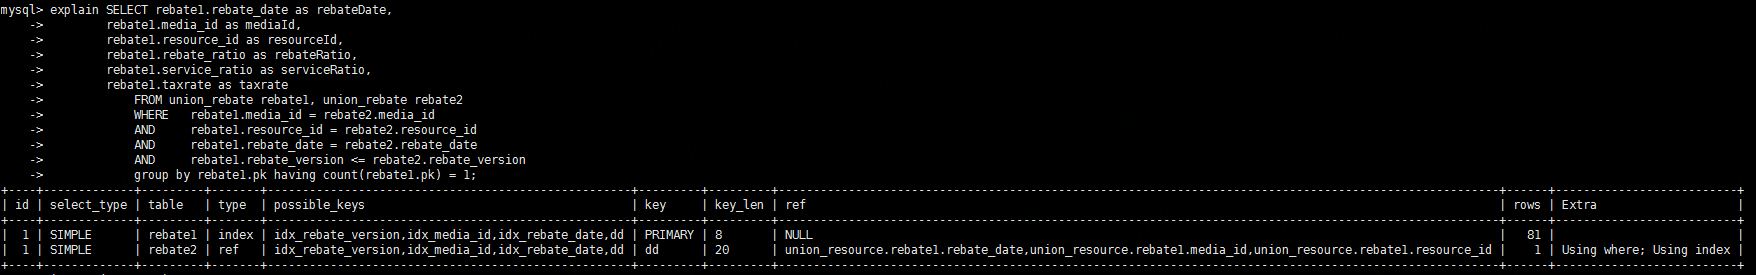 mysql> explain SELECT rebate1.rebate_date as rebateDate,
    ->         rebate1.media_id as mediaId,
    ->         rebate1.resource_id as resourceId,
    ->         rebate1.rebate_ratio as rebateRatio,
    ->         rebate1.service_ratio as serviceRatio,
    ->         rebate1.taxrate as taxrate
    ->             FROM union_rebate rebate1, union_rebate rebate2
    ->             WHERE   rebate1.media_id = rebate2.media_id
    ->             AND     rebate1.resource_id = rebate2.resource_id
    ->             AND     rebate1.rebate_date = rebate2.rebate_date
    ->             AND     rebate1.rebate_version <= rebate2.rebate_version
    ->             group by rebate1.pk having count(rebate1.pk) = 1;
| id | select_type | table | type | possible_keys | key | key_len | ref | rows | Extra |
| 1 | SIMPLE | rebate1 | index | idx_rebate_version,idx_media_id,idx_rebate_date,dd | PRIMARY | 8 | NULL | 81 | |
| 1 | SIMPLE | rebate2 | ref | idx_rebate_version,idx_media_id,idx_rebate_date,dd | dd | 20 | union_resource.rebate1.rebate_date,union_resource.rebate1.media_id,union_resource.rebate1.resource_id | 1 | Using where; Using index |